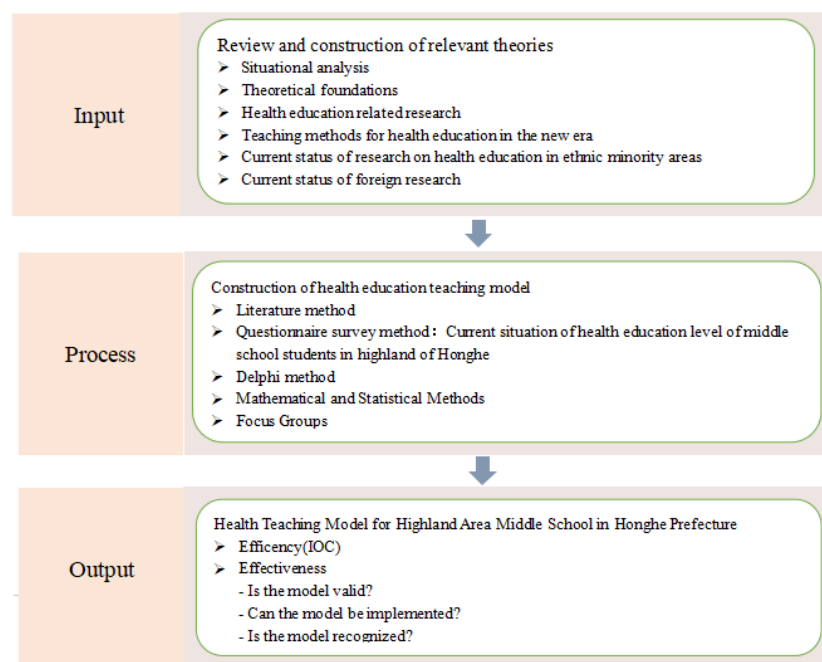 Input
Review and construction of relevant theories
➢ Situational analysis
➢ Theoretical foundations
➢ Health education related research
➢ Teaching methods for health education in the new era
➢ Current status of research on health education in ethnic minority areas
➢ Current status of foreign research
Process
Construction of health education teaching model
➢ Literature method
➢ Questionnaire survey method：Current situation of health education level of middle
school students in highland of Honghe
➢ Delphi method
➢ Mathematical and Statistical Methods
➢ Focus Groups
Output
Health Teaching Model for Highland Area Middle School in Honghe Prefecture
➢ Efficency(IOC)
➢ Effectiveness
- Is the model valid?
- Can the model be implemented?
- Is the model recognized?